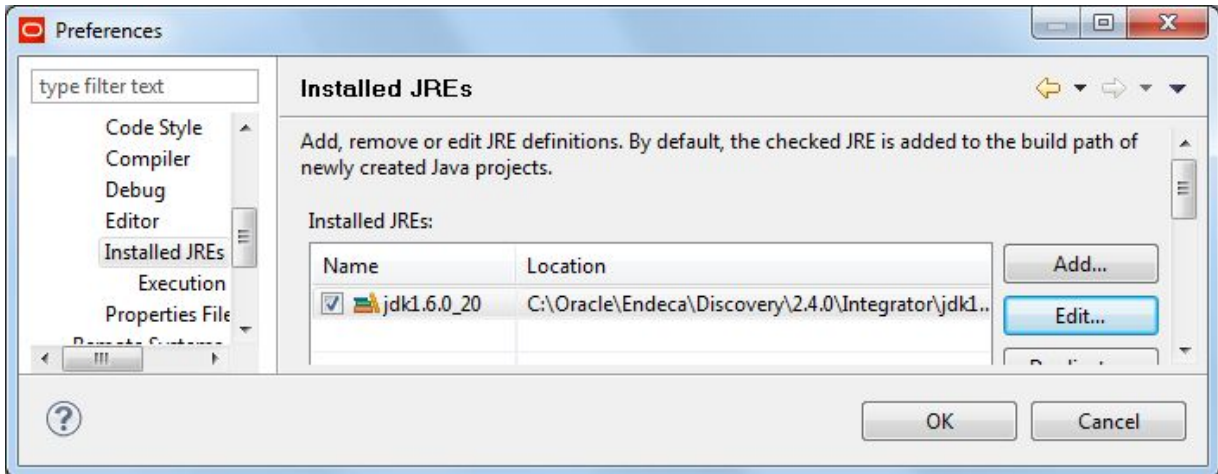 Preferences
type filter text
Code Style
Compiler
Debug
Editor
Installed JREs
Execution
Properties File
Installed JREs
Add, remove or edit JRE definitions. By default, the checked JRE is added to the build path of
newly created Java projects.
Installed JREs:
Name Location
jdk1.6.0_20 C:\Oracle\Endeca\Discovery\2.4.0\Integrator\jdk1...
Add...
Edit...
OK
Cancel